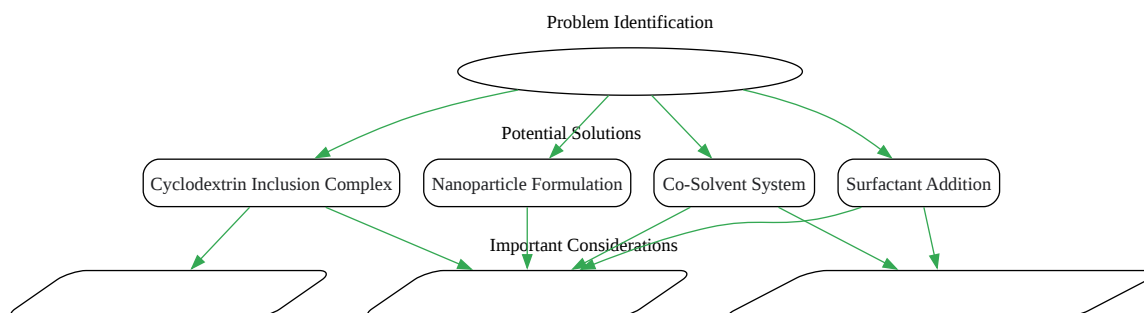 Problem Identification
Potential Solutions
Cyclodextrin Inclusion Complex
Nanoparticle Formulation
Co-Solvent System
Surfactant Addition
Important Considerations